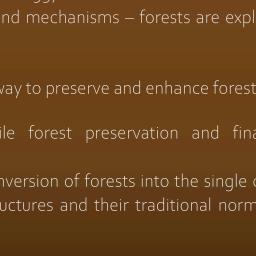 nd mechanisms – forests are expl
way to preserve and enhance forest
ile forest preservation and fina
nversion of forests into the single
uctures and their traditional norm